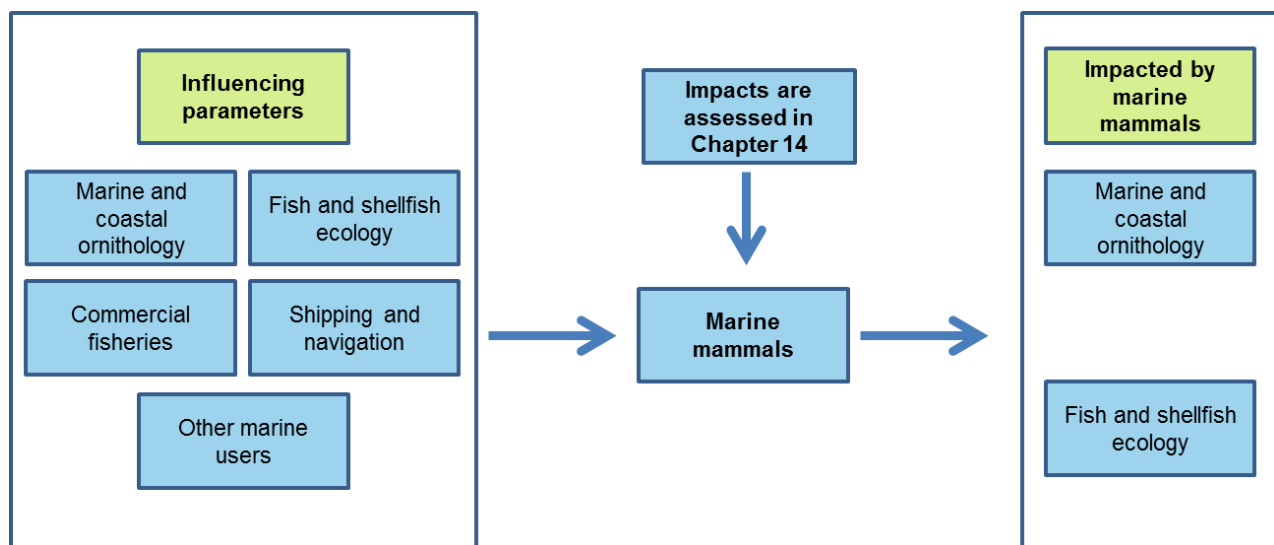 Influencing
parameters
Marine and
coastal
ornithology
Fish and shellfish
ecology
Commercial
fisheries
Shipping and
navigation
Other marine
users
Impacts are
assessed in
Chapter 14
Marine
mammals
Impacted by
marine
mammals
Marine and
coastal
ornithology
Fish and shellfish
ecology